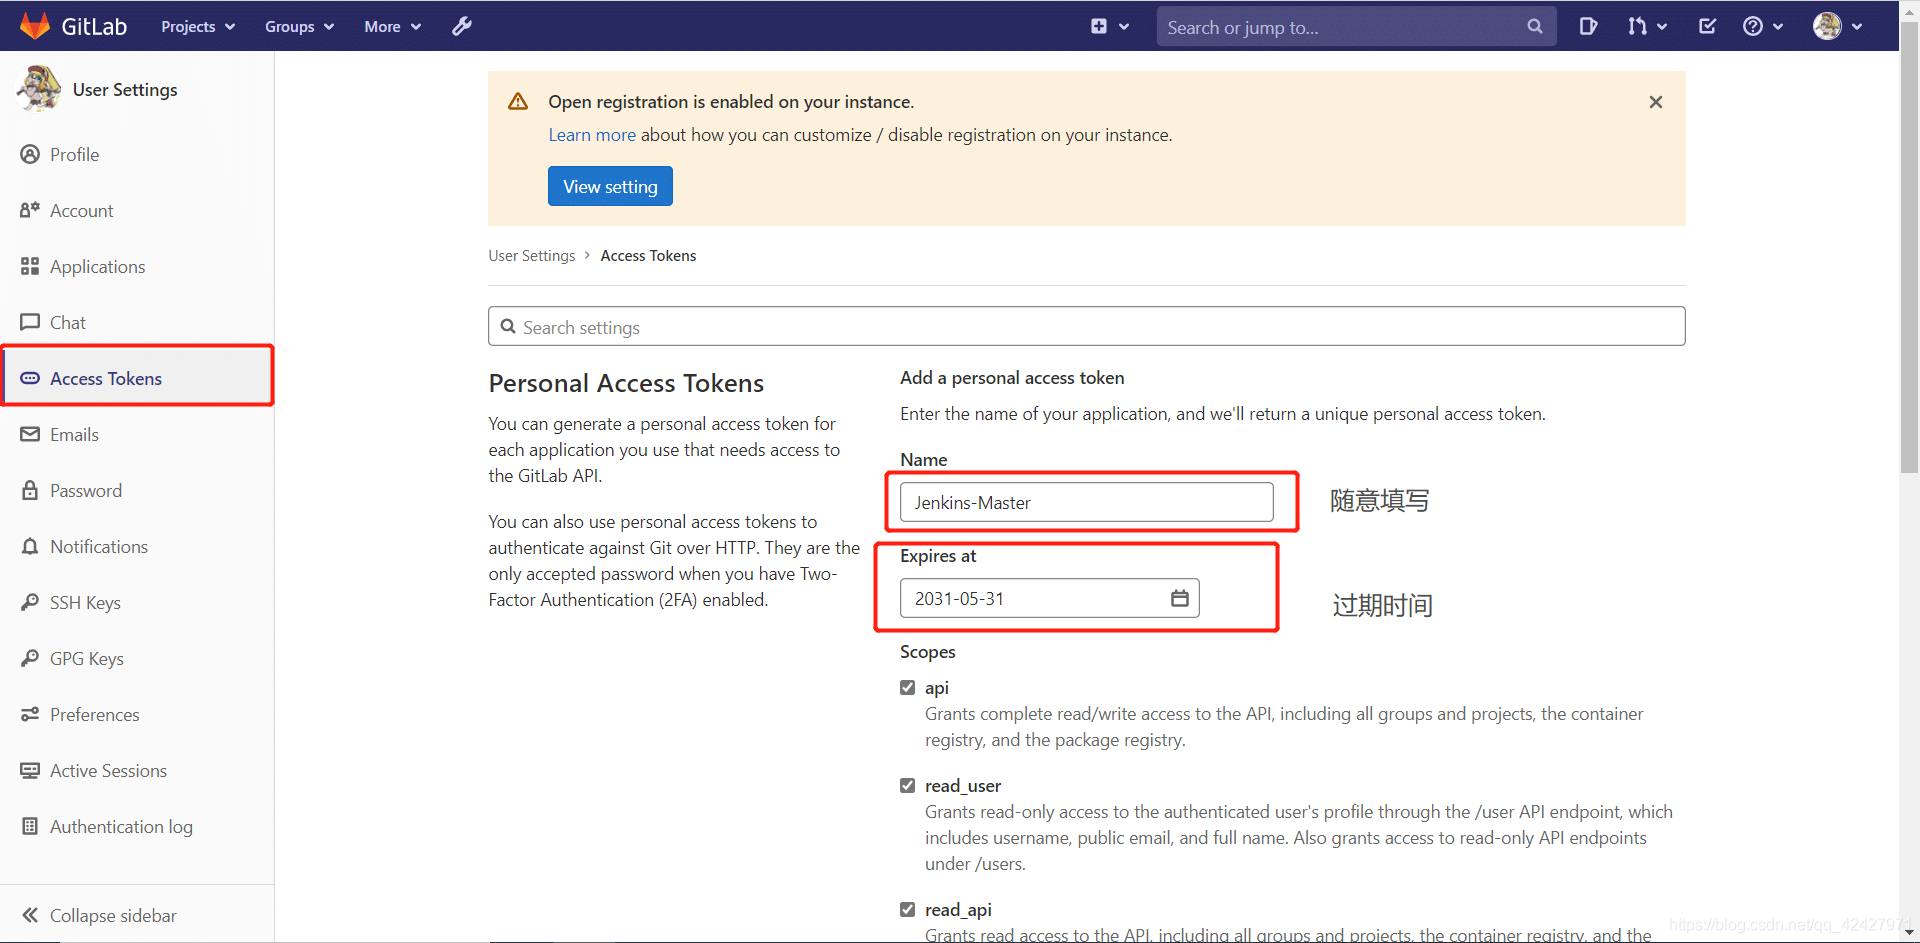 GitLab Projects Groups More Search or jump to...
User Settings
Profile
Account
Applications
Chat
Access Tokens
Emails
Password
Notifications
SSH Keys
GPG Keys
Preferences
Active Sessions
Authentication log
Collapse sidebar
Open registration is enabled on your instance.
Learn more about how you can customize / disable registration on your instance.
View setting
User Settings > Access Tokens
Search settings
Personal Access Tokens
You can generate a personal access token for
each application you use that needs access to
the GitLab API.
You can also use personal access tokens to
authenticate against Git over HTTP. They are the
only accepted password when you have Two-
Factor Authentication (2FA) enabled.
Add a personal access token
Enter the name of your application, and we'll return a unique personal access token.
Name
Jenkins-Master
随意填写
Expires at
2031-05-31
过期时间
Scopes
api
Grants complete read/write access to the API, including all groups and projects, the container
registry, and the package registry.
read_user
Grants read-only access to the authenticated user's profile through the /user API endpoint, which
includes username, public email, and full name. Also grants access to read-only API endpoints
under /users.
read_api
Grants read access to the API, including all groups and projects, the container registry, and the
https://blog.csdn.net/qq_42427971